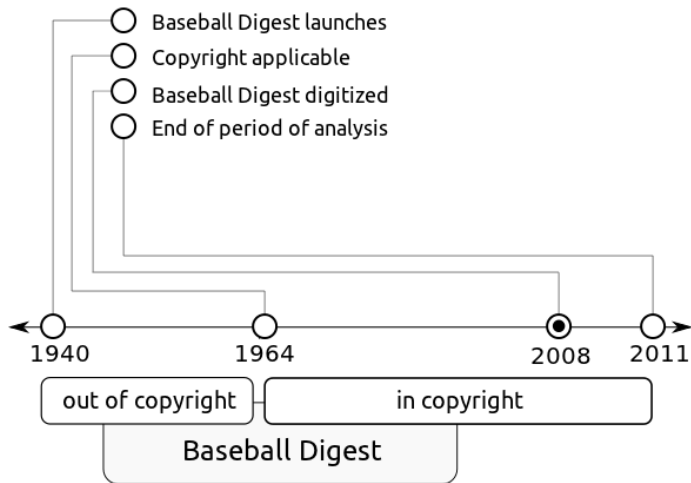 Baseball Digest launches
Copyright applicable
Baseball Digest digitized
End of period of analysis
1940 1964 2008 2011
out of copyright in copyright
Baseball Digest